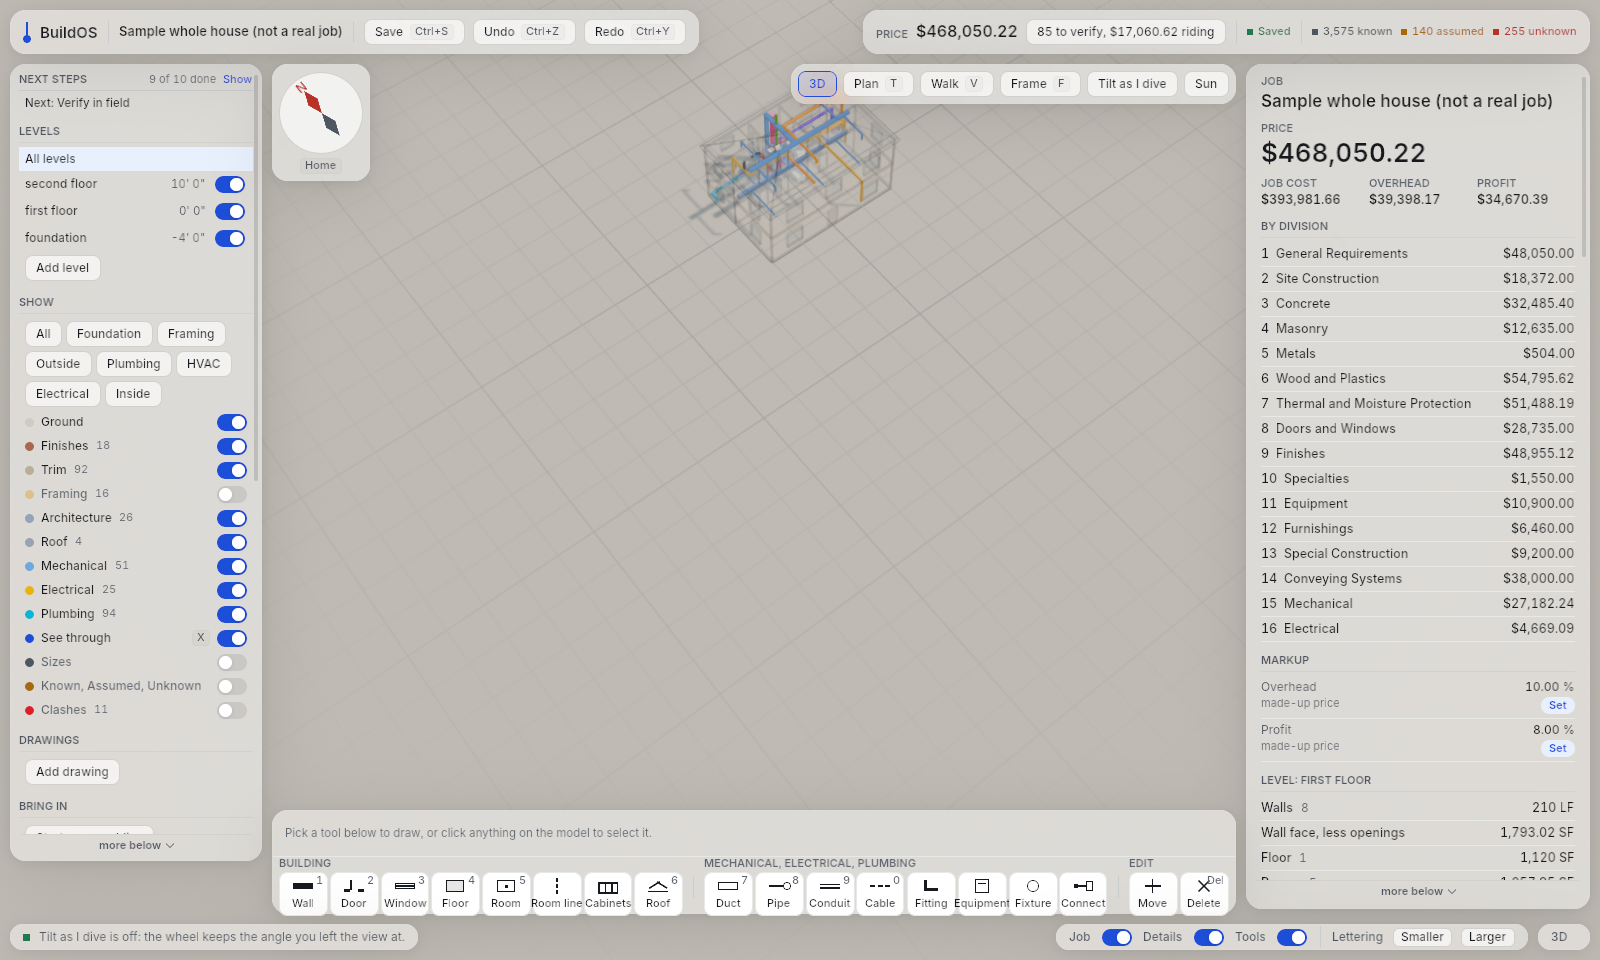 BuildOS
Sample whole house (not a real job)
Save Ctrl+S
Undo Ctrl+Z
Redo Ctrl+Y
PRICE $468,050.22
85 to verify, $17,060.62 riding
Saved
3,575 known
140 assumed
255 unknown
NEXT STEPS 9 of 10 done Show
Next: Verify in field
LEVELS
All levels
second floor 10' 0"
first floor 0' 0"
foundation -4' 0"
Add level
SHOW
All Foundation Framing
Outside Plumbing HVAC
Electrical Inside
Ground
Finishes 18
Trim 92
Framing 16
Architecture 26
Roof 4
Mechanical 51
Electrical 25
Plumbing 94
See through X
Sizes
Known, Assumed, Unknown
Clashes 11
DRAWINGS
Add drawing
BRING IN
more below
N
Home
3D
Plan T
Walk V
Frame F
Tilt as I dive
Sun
Pick a tool below to draw, or click anything on the model to select it.
BUILDING
1 Wall
2 Door
3 Window
4 Floor
5 Room
Room line
Cabinets
6 Roof
MECHANICAL, ELECTRICAL, PLUMBING
7 Duct
8 Pipe
9 Conduit
0 Cable
Fitting
Equipment
Fixture
Connect
EDIT
Move
Del Delete
JOB
Sample whole house (not a real job)
PRICE
$468,050.22
JOB COST OVERHEAD PROFIT
$393,981.66 $39,398.17 $34,670.39
BY DIVISION
1 General Requirements $48,050.00
2 Site Construction $18,372.00
3 Concrete $32,485.40
4 Masonry $12,635.00
5 Metals $504.00
6 Wood and Plastics $54,795.62
7 Thermal and Moisture Protection $51,488.19
8 Doors and Windows $28,735.00
9 Finishes $48,955.12
10 Specialties $1,550.00
11 Equipment $10,900.00
12 Furnishings $6,460.00
13 Special Construction $9,200.00
14 Conveying Systems $38,000.00
15 Mechanical $27,182.24
16 Electrical $4,669.09
MARKUP
Overhead 10.00 %
made-up price Set
Profit 8.00 %
made-up price Set
LEVEL: FIRST FLOOR
Walls 8 210 LF
Wall face, less openings 1,793.02 SF
Floor 1 1,120 SF
more below
Tilt as I dive is off: the wheel keeps the angle you left the view at.
Job
Details
Tools
Lettering Smaller Larger
3D